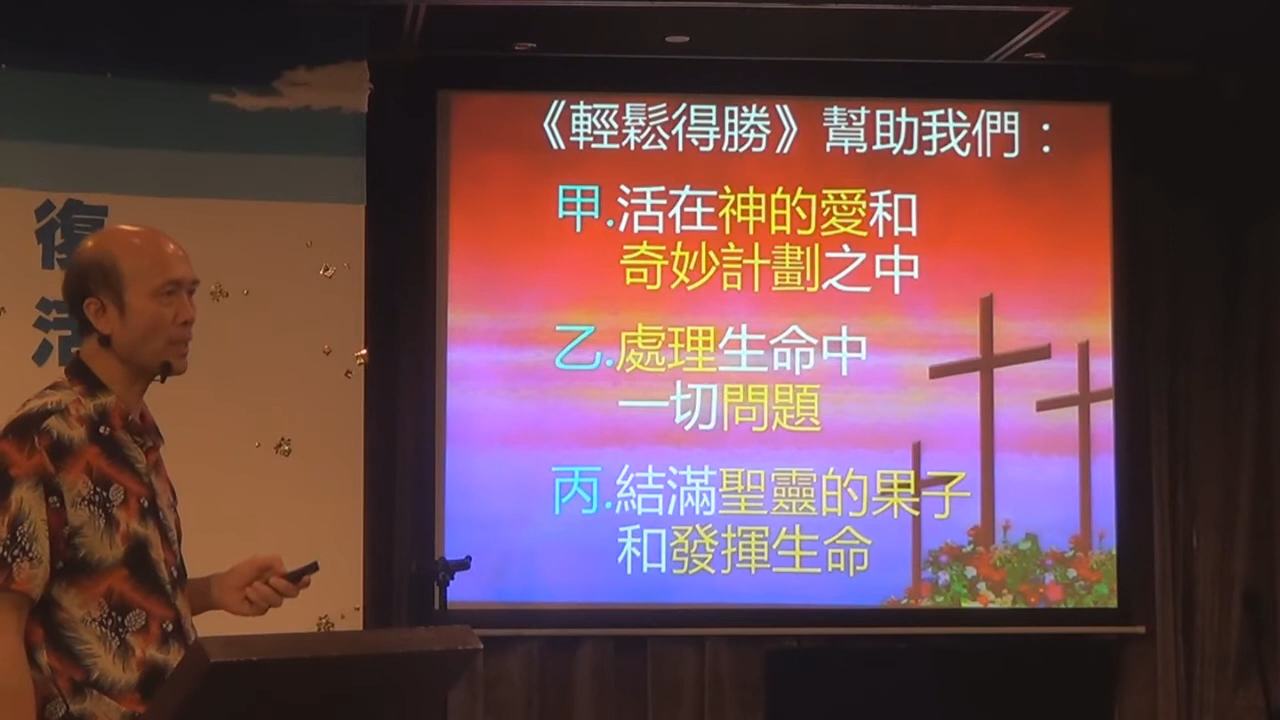 《輕鬆得勝》幫助我們：
甲.活在神的愛和
奇妙計劃之中
乙.處理生命中
一切問題
丙.結滿聖靈的果子
和發揮生命
復活